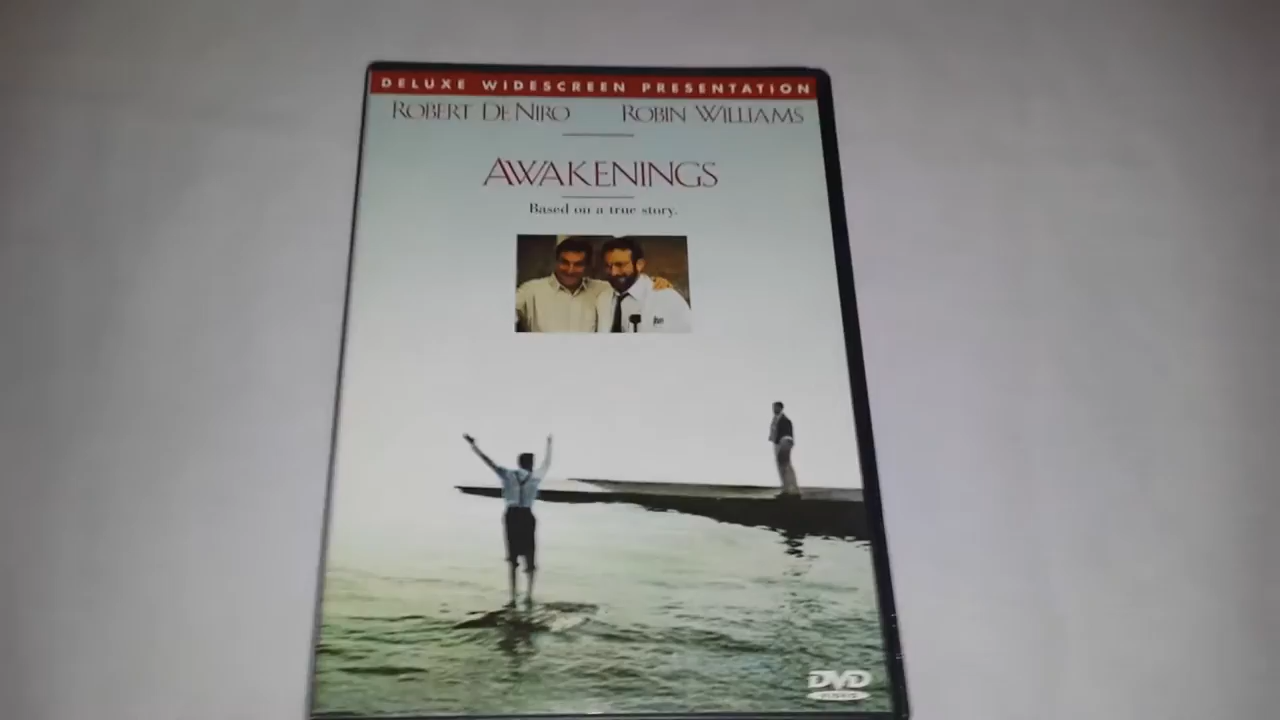 DELUXE WIDESCREEN PRESENTATION
ROBERT DE NIRO ROBIN WILLIAMS
AWAKENINGS
Based on a true story.
DVD